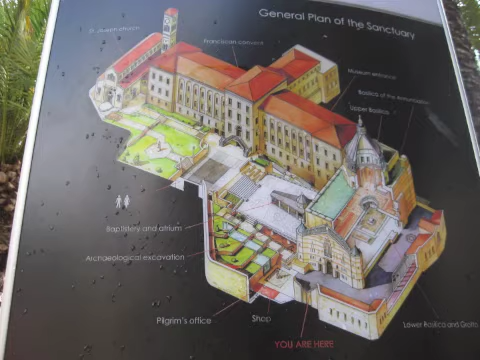 General Plan of the Sanctuary
St. Joseph church
Franciscan convent
Museum entrance
Basilica of the Annunciation
Upper Basilica
Baptistery and atrium
Archaeological excavation
Pilgrim's office
Shop
YOU ARE HERE
Lower Basilica and Grotto